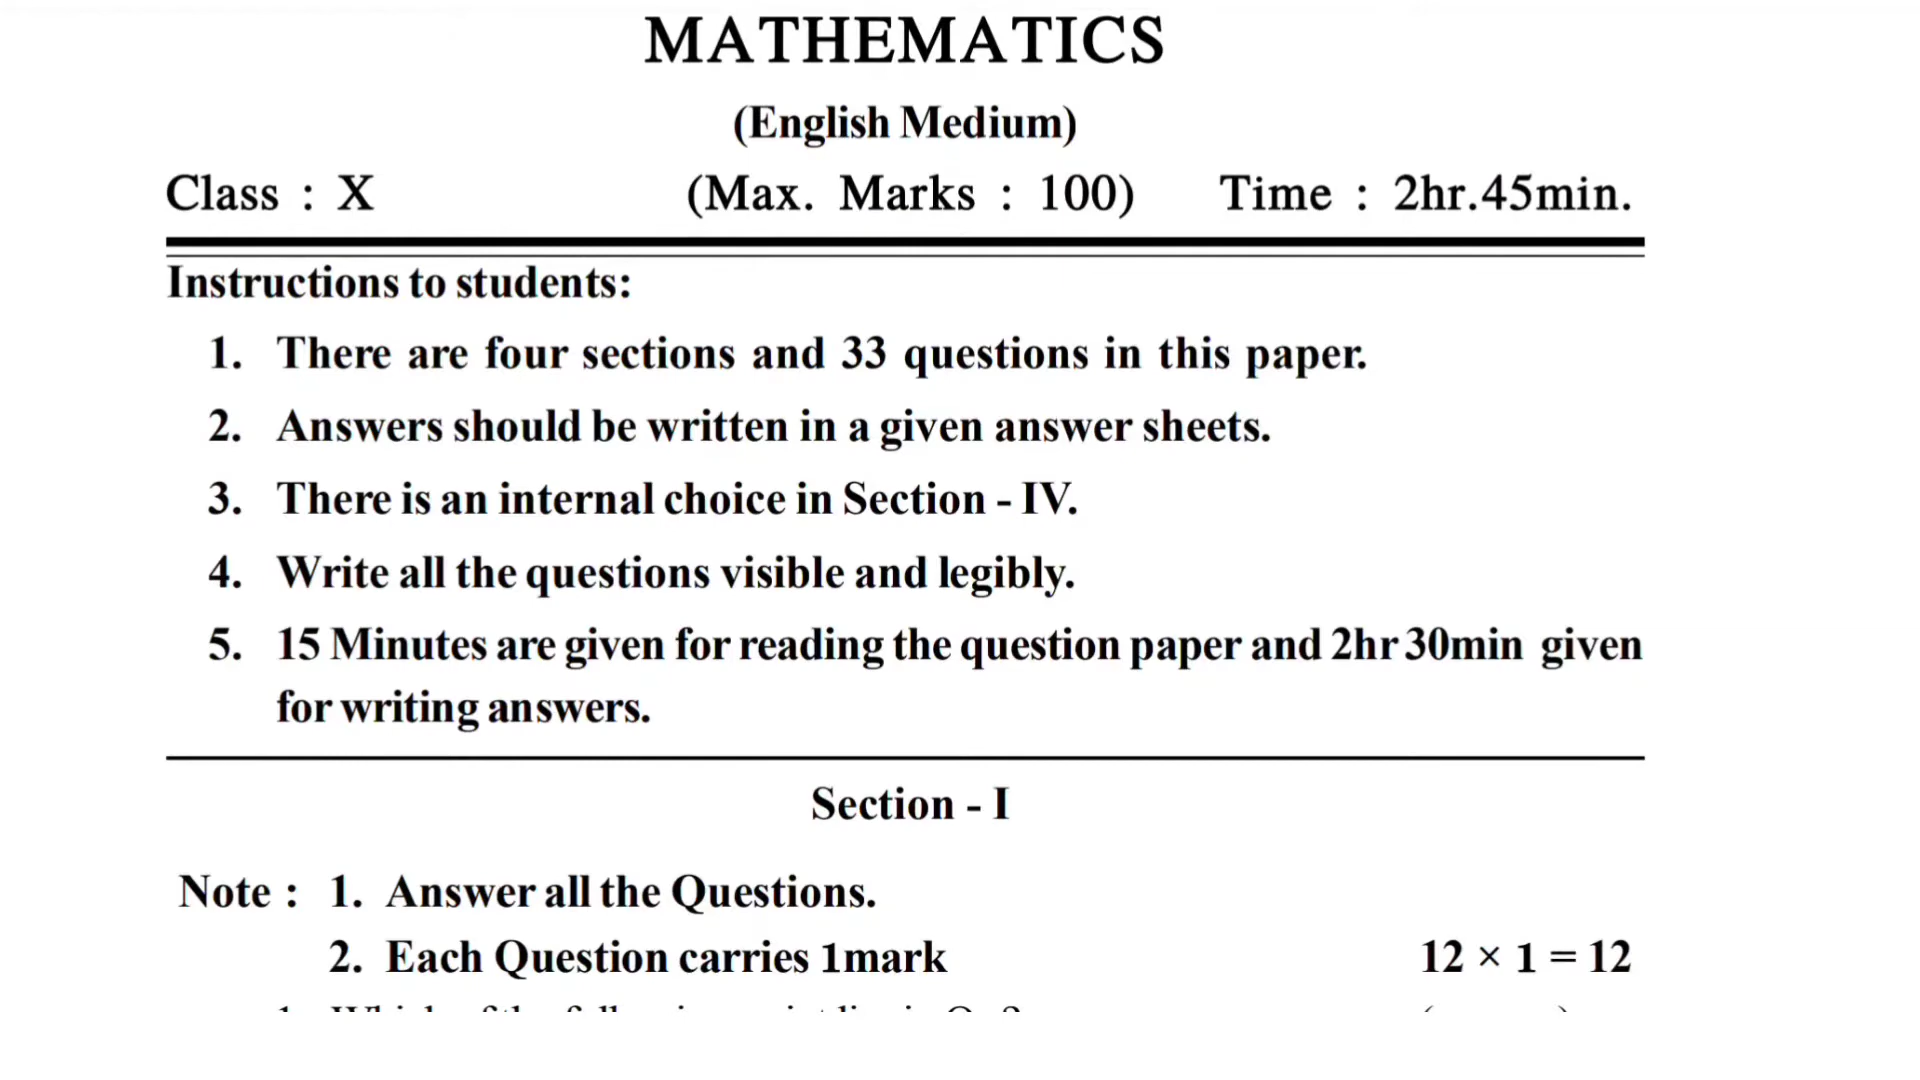 MATHEMATICS
(English Medium)
Class : X (Max. Marks : 100) Time : 2hr.45min.
Instructions to students:
1. There are four sections and 33 questions in this paper.
2. Answers should be written in a given answer sheets.
3. There is an internal choice in Section - IV.
4. Write all the questions visible and legibly.
5. 15 Minutes are given for reading the question paper and 2hr 30min given
for writing answers.
Section - I
Note : 1. Answer all the Questions.
2. Each Question carries 1mark 12 × 1 = 12